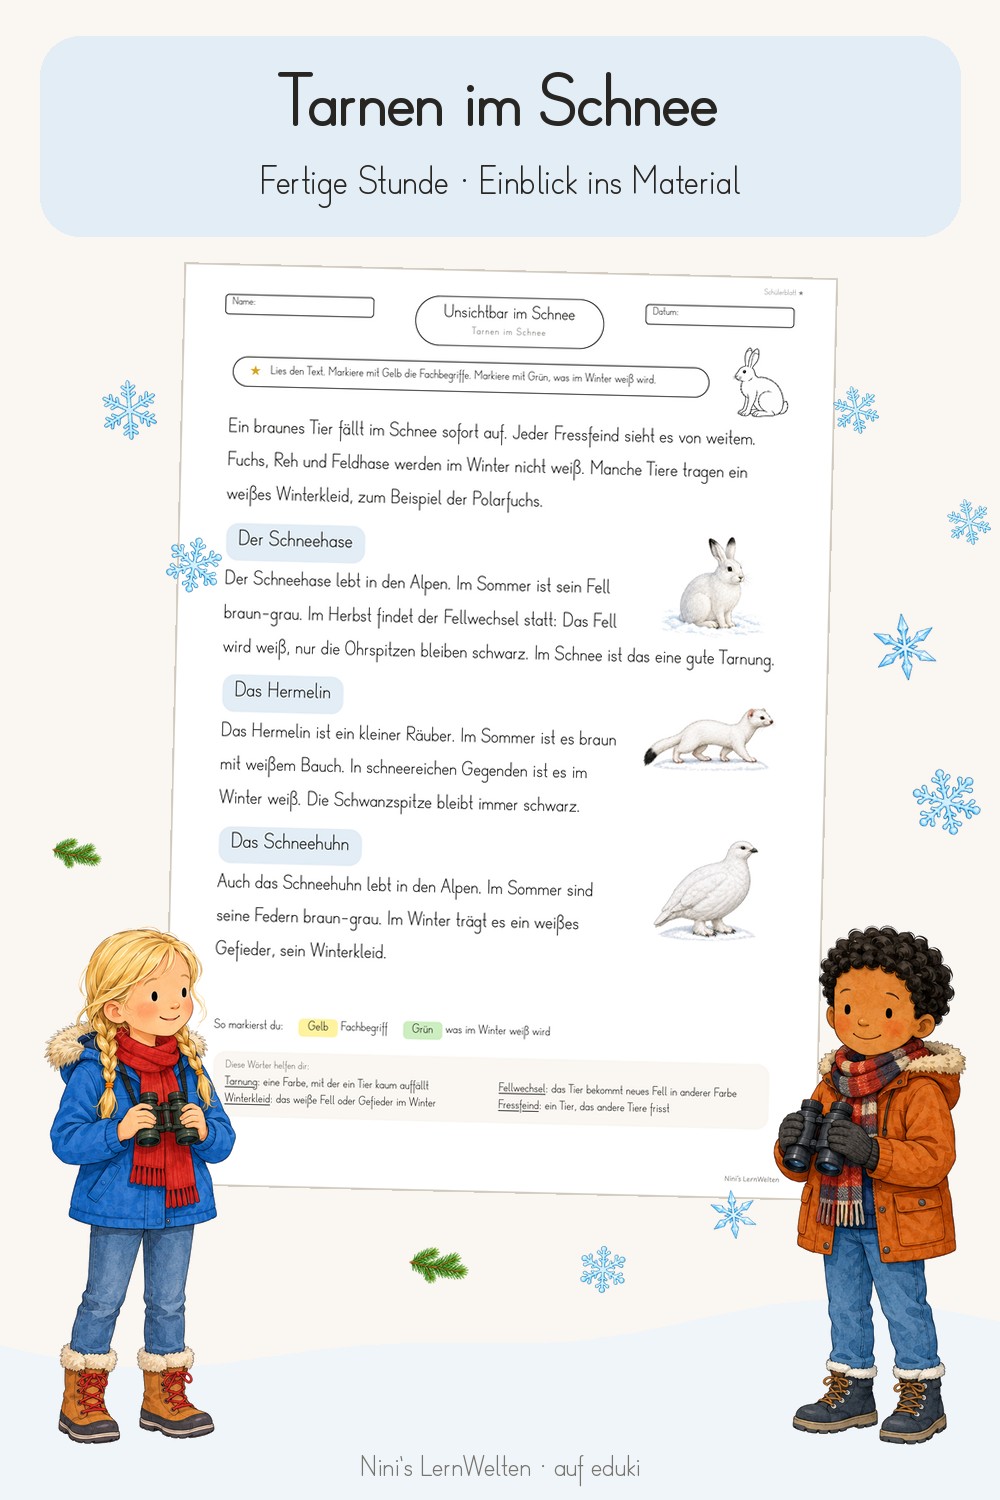 Tarnen im Schnee
Fertige Stunde · Einblick ins Material
Schülerblatt ★
Name:
Unsichtbar im Schnee
Tarnen im Schnee
Datum:
★ Lies den Text. Markiere mit Gelb die Fachbegriffe. Markiere mit Grün, was im Winter weiß wird.
Ein braunes Tier fällt im Schnee sofort auf. Jeder Fressfeind sieht es von weitem.
Fuchs, Reh und Feldhase werden im Winter nicht weiß. Manche Tiere tragen ein
weißes Winterkleid, zum Beispiel der Polarfuchs.
Der Schneehase
Der Schneehase lebt in den Alpen. Im Sommer ist sein Fell
braun-grau. Im Herbst findet der Fellwechsel statt: Das Fell
wird weiß, nur die Ohrspitzen bleiben schwarz. Im Schnee ist das eine gute Tarnung.
Das Hermelin
Das Hermelin ist ein kleiner Räuber. Im Sommer ist es braun
mit weißem Bauch. In schneereichen Gegenden ist es im
Winter weiß. Die Schwanzspitze bleibt immer schwarz.
Das Schneehuhn
Auch das Schneehuhn lebt in den Alpen. Im Sommer sind
seine Federn braun-grau. Im Winter trägt es ein weißes
Gefieder, sein Winterkleid.
So markierst du: Gelb Fachbegriff Grün was im Winter weiß wird
Diese Wörter helfen dir:
Tarnung: eine Farbe, mit der ein Tier kaum auffällt
Winterkleid: das weiße Fell oder Gefieder im Winter
Fellwechsel: das Tier bekommt neues Fell in anderer Farbe
Fressfeind: ein Tier, das andere Tiere frisst
Nini's LernWelten
Nini's LernWelten · auf eduki